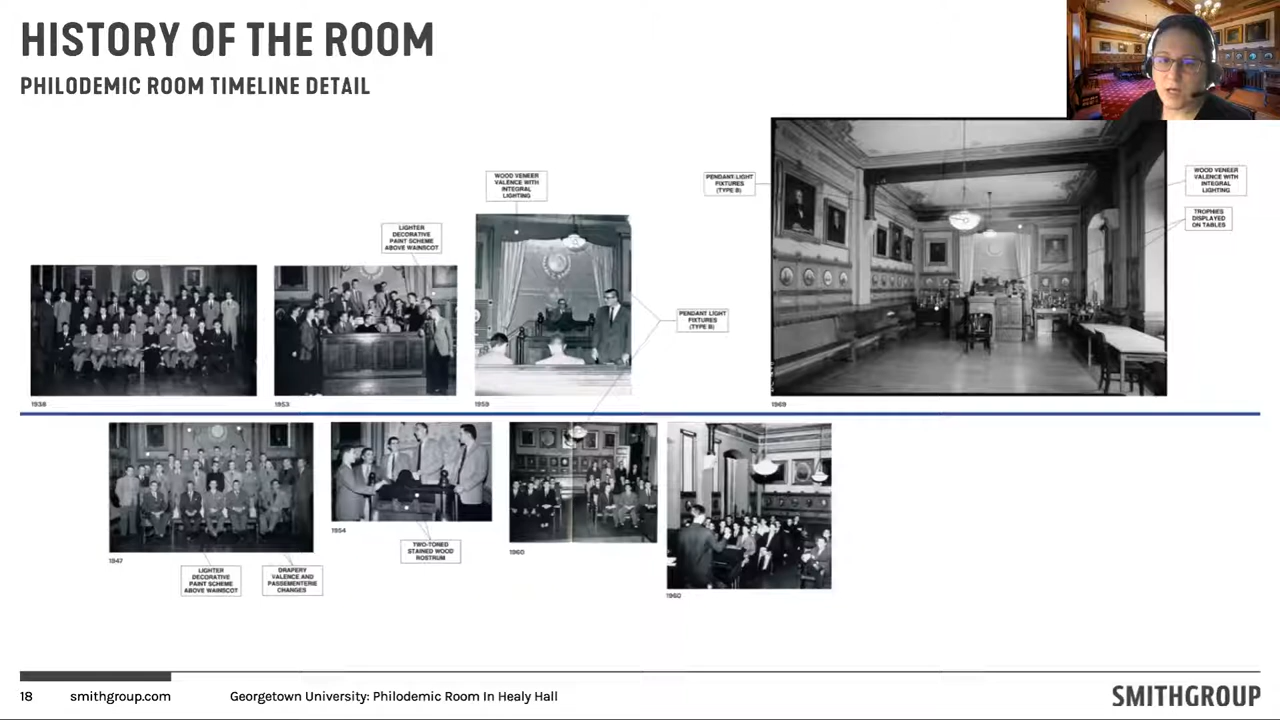 HISTORY OF THE ROOM
PHILODEMIC ROOM TIMELINE DETAIL
WOOD VENEER
VALENCE WITH
INTEGRAL
LIGHTING
PENDANT LIGHT
FIXTURES
(TYPE B)
WOOD VENEER
VALENCE WITH
INTEGRAL
LIGHTING
TROPHIES
DISPLAYED
ON TABLES
LIGHTER
DECORATIVE
PAINT SCHEME
ABOVE WAINSCOT
PENDANT LIGHT
FIXTURES
(TYPE B)
1938
1953
1959
1969
1947
1954
1960
1960
TWO-TONED
STAINED WOOD
ROSTRUM
LIGHTER
DECORATIVE
PAINT SCHEME
ABOVE WAINSCOT
DRAPERY
VALENCE AND
PASSEMENTERIE
CHANGES
18
smithgroup.com
Georgetown University: Philodemic Room In Healy Hall
SMITHGROUP